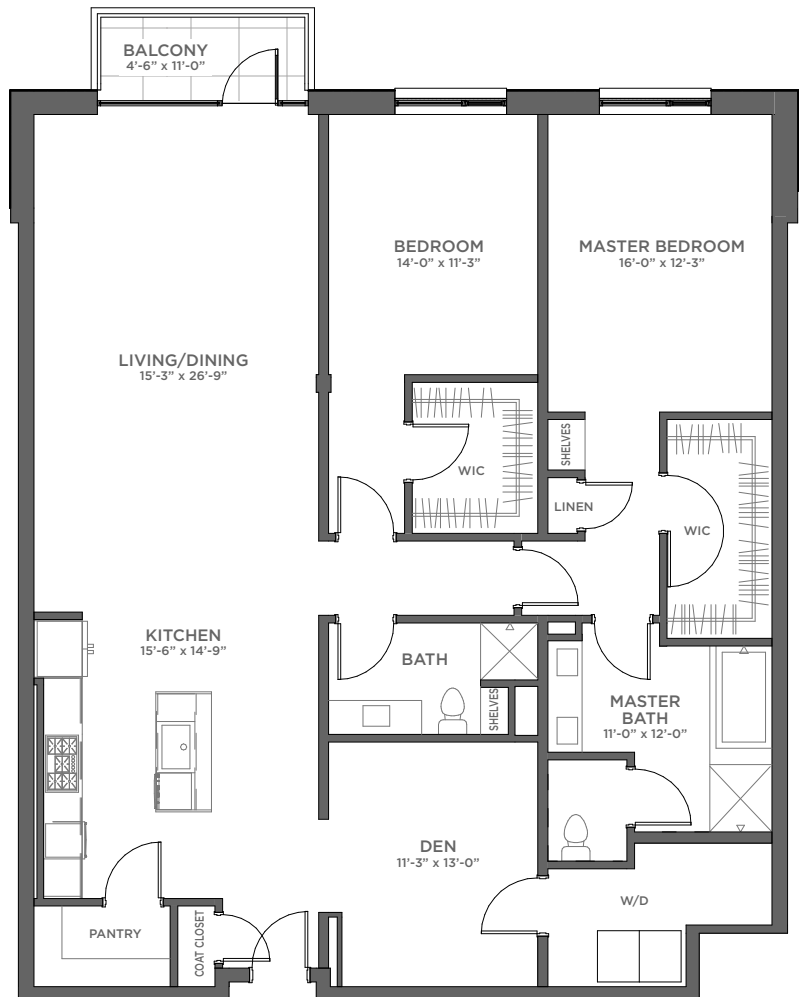 BALCONY
4'-6" x 11'-0"
BEDROOM
14'-0" x 11'-3"
MASTER BEDROOM
16'-0" x 12'-3"
LIVING/DINING
15'-3" x 26'-9"
SHELVES
WIC
LINEN
WIC
KITCHEN
15'-6" x 14'-9"
BATH
SHELVES
MASTER
BATH
11'-0" x 12'-0"
DEN
11'-3" x 13'-0"
W/D
PANTRY
COAT CLOSET